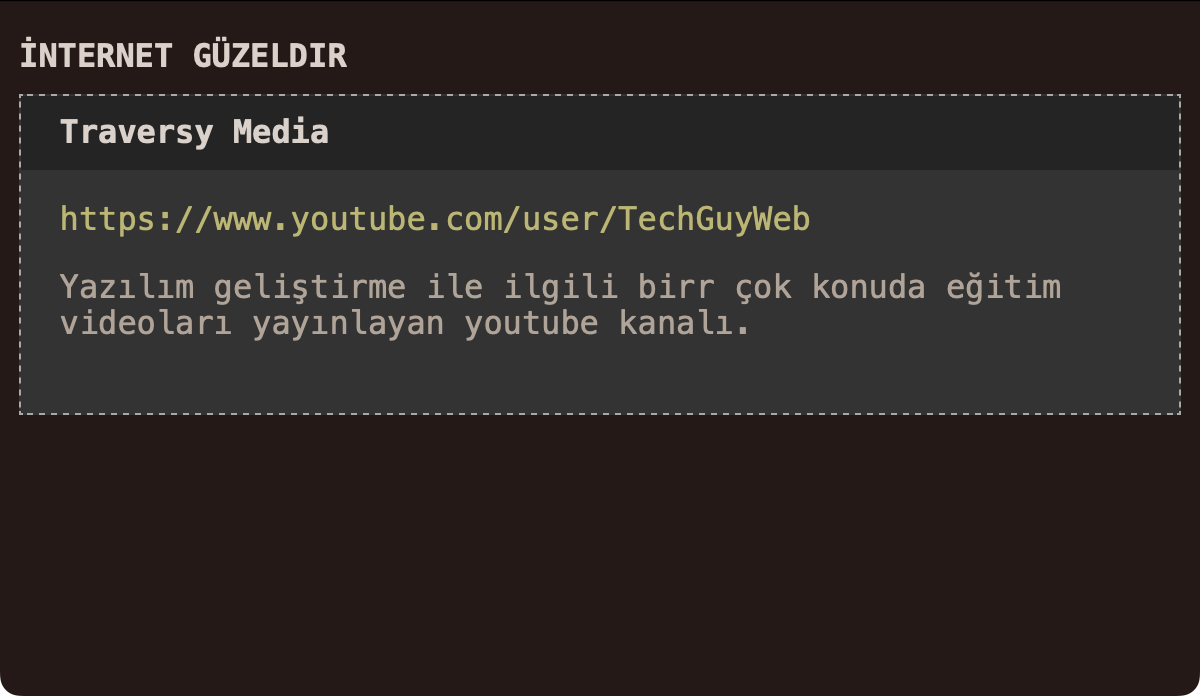 İNTERNET GÜZELDIR
Traversy Media
https://www.youtube.com/user/TechGuyWeb
Yazılım geliştirme ile ilgili birr çok konuda eğitim
videoları yayınlayan youtube kanalı.